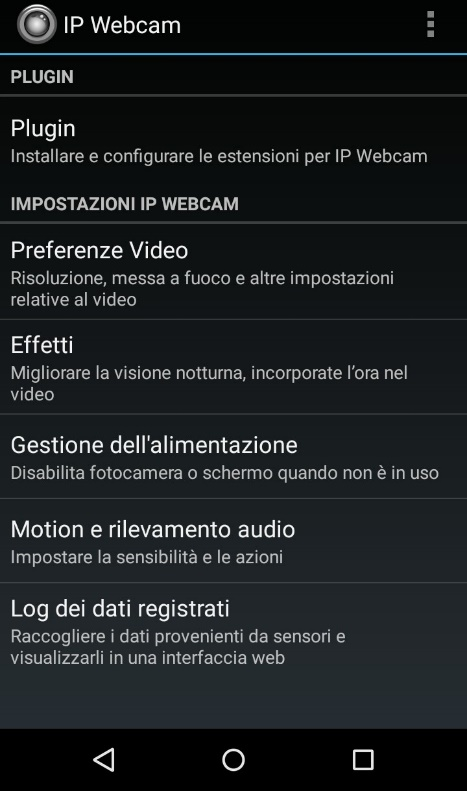 IP Webcam
PLUGIN
Plugin
Installare e configurare le estensioni per IP Webcam
IMPOSTAZIONI IP WEBCAM
Preferenze Video
Risoluzione, messa a fuoco e altre impostazioni
relative al video
Effetti
Migliorare la visione notturna, incorporate l'ora nel
video
Gestione dell'alimentazione
Disabilita fotocamera o schermo quando non è in uso
Motion e rilevamento audio
Impostare la sensibilità e le azioni
Log dei dati registrati
Raccogliere i dati provenienti da sensori e
visualizzarli in una interfaccia web